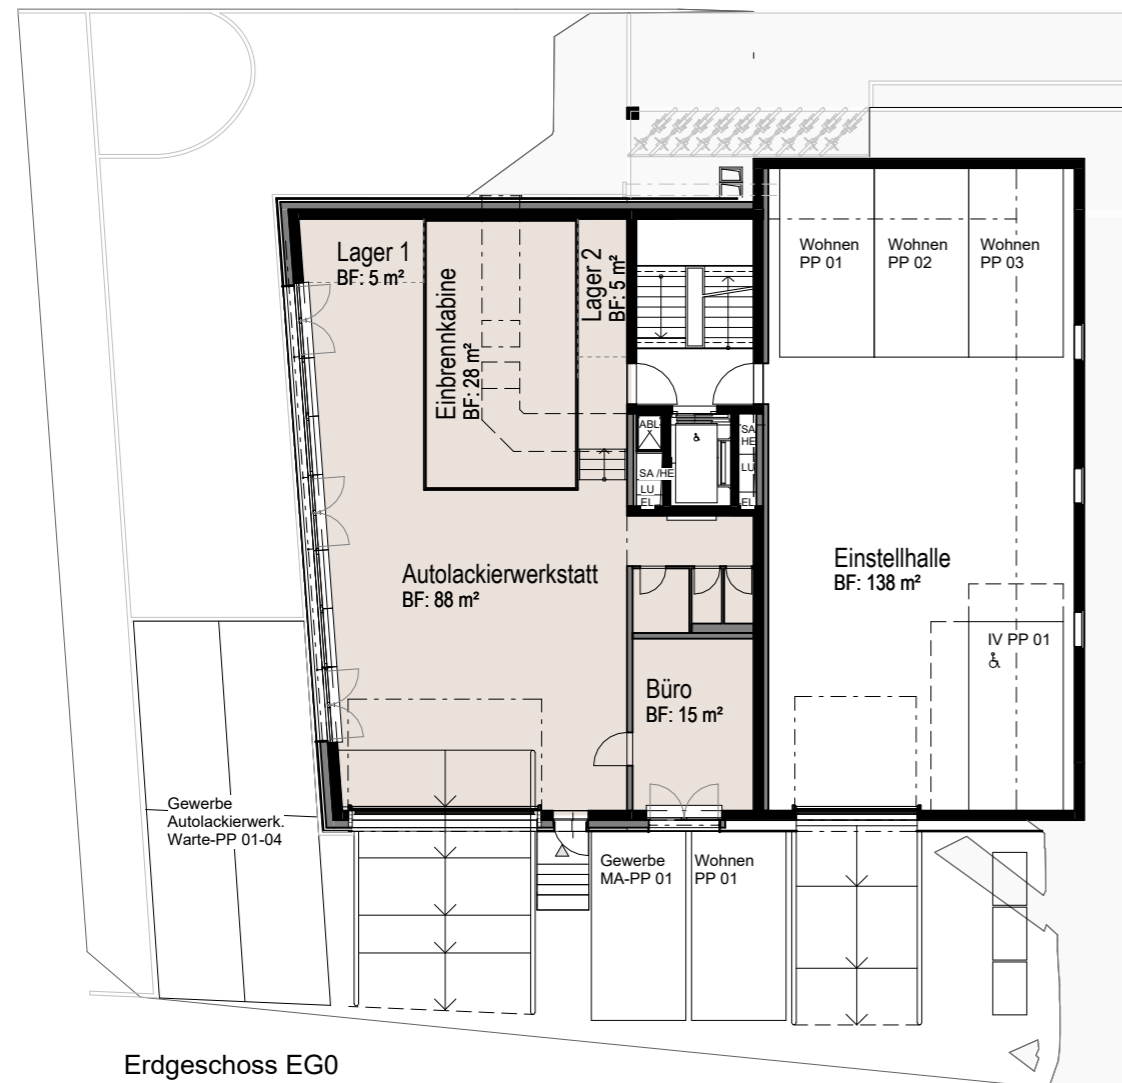 Wohnen
PP 01
Wohnen
PP 02
Wohnen
PP 03
Lager 1
BF: 5 m²
Einbrennkabine
BF: 28 m²
Lager 2
BF: 5 m²
ABL
SA /HE
LU
EL
SA
HE
LU
EL
Autolackierwerkstatt
BF: 88 m²
Einstellhalle
BF: 138 m²
IV PP 01
Büro
BF: 15 m²
Gewerbe
Autolackierwerk.
Warte-PP 01-04
Gewerbe
MA-PP 01
Wohnen
PP 01
Erdgeschoss EG0